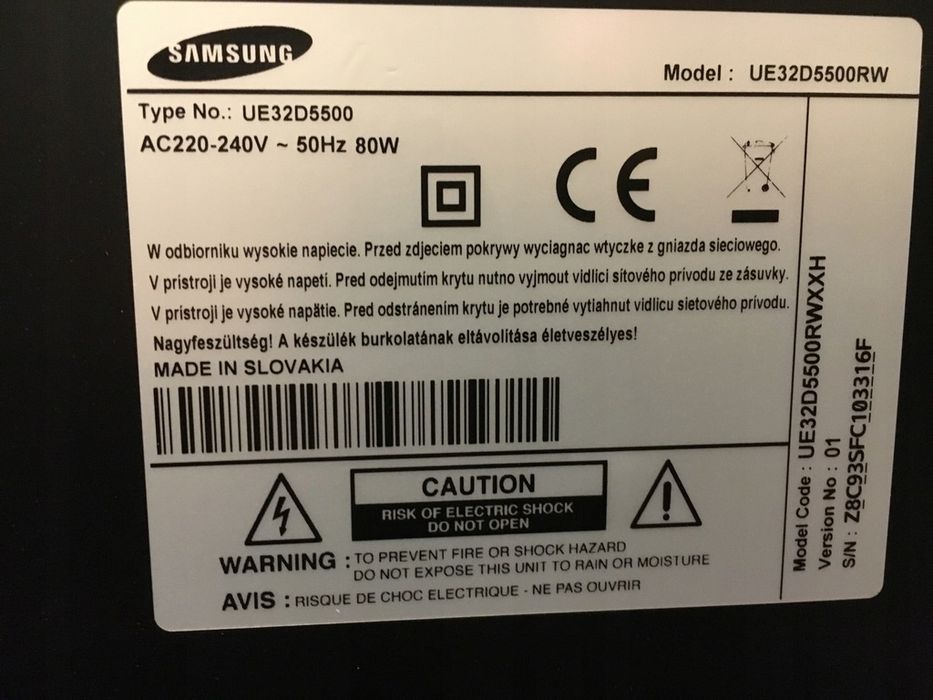 SAMSUNG
Model : UE32D5500RW
Type No.: UE32D5500
AC220-240V ~ 50Hz 80W
CE
W odbiorniku wysokie napiecie. Przed zdjeciem pokrywy wyciagnac wtyczke z gniazda sieciowego.
V prístroji je vysoké napetí. Pred odejmutím krytu nutno vyjmout vidlici sítového prívodu ze zásuvky.
V prístroji je vysoké napätie. Pred odstránením krytu je potrebné vytiahnut vidlicu sietového prívodu.
Nagyfeszültség! A készülék burkolatának eltávolítása életveszélyes!
MADE IN SLOVAKIA
CAUTION
RISK OF ELECTRIC SHOCK
DO NOT OPEN
WARNING : TO PREVENT FIRE OR SHOCK HAZARD
DO NOT EXPOSE THIS UNIT TO RAIN OR MOISTURE
AVIS : RISQUE DE CHOC ELECTRIQUE - NE PAS OUVRIR
Model Code : UE32D5500RWXXH
Version No : 01
S/N : Z8C93SFC103316F